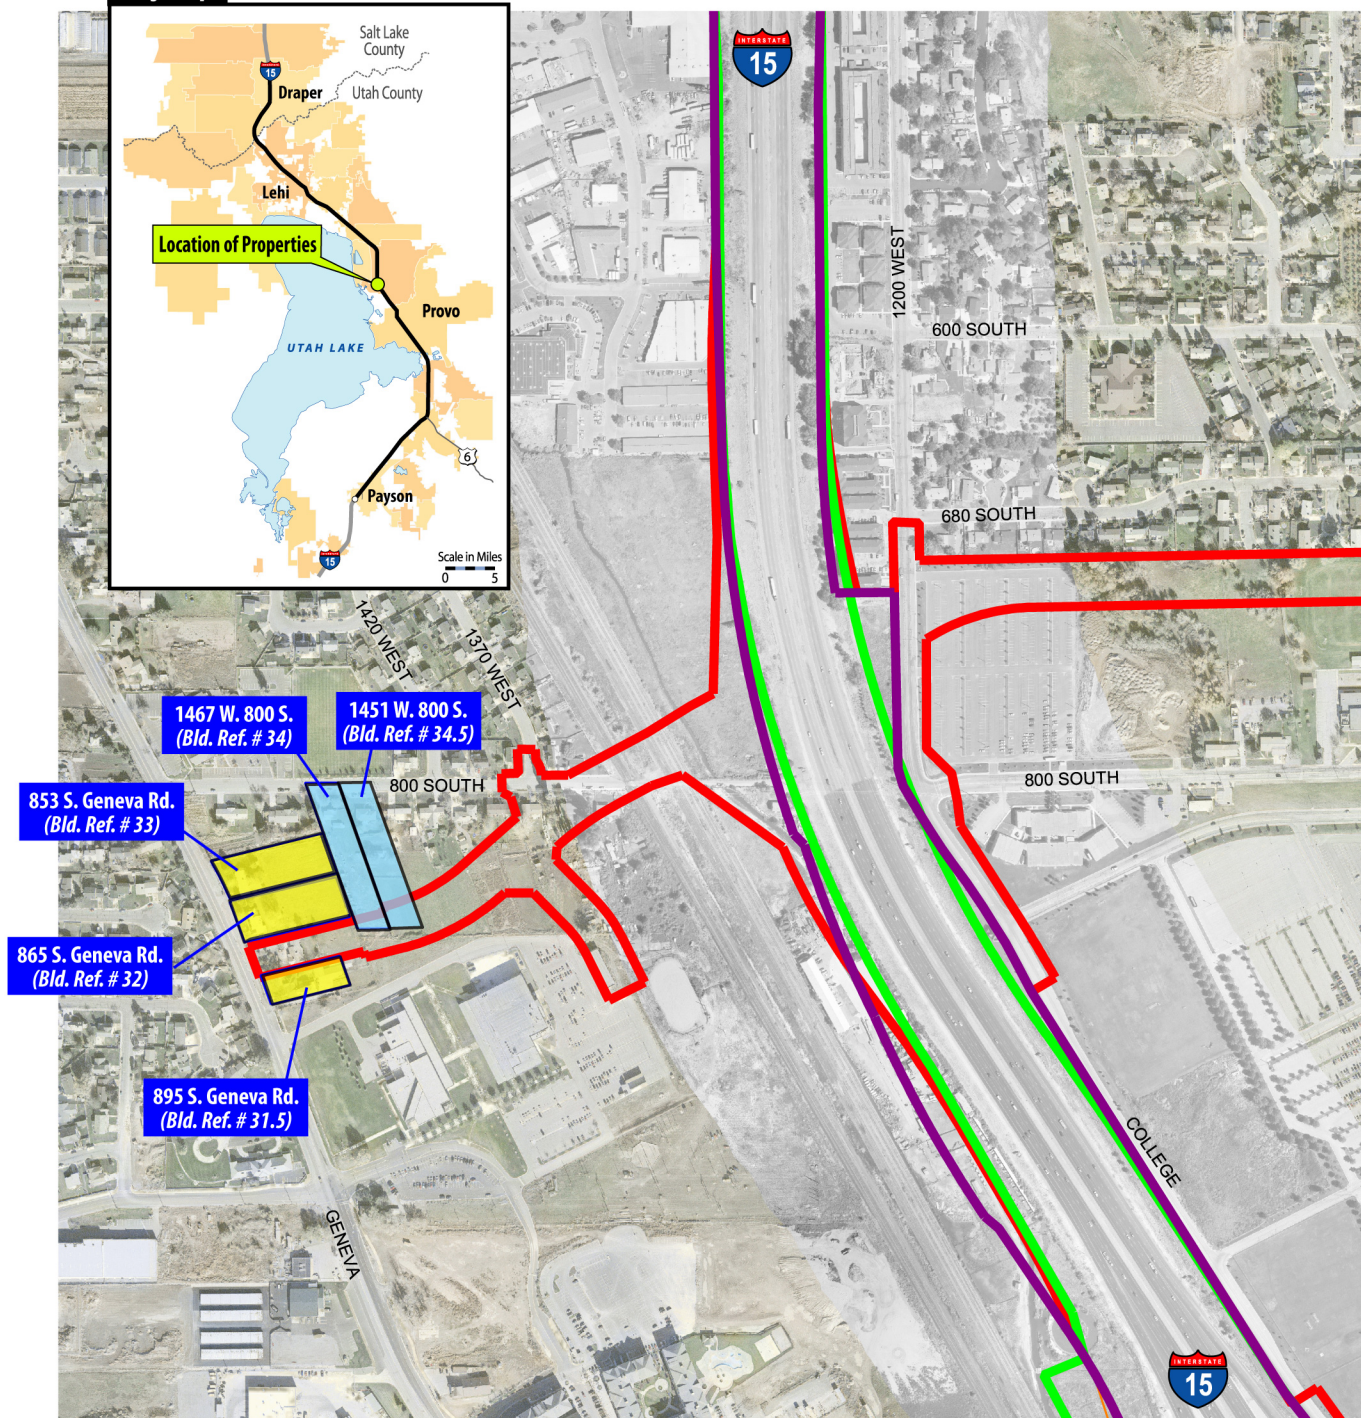 Salt Lake
County
INTERSTATE
15
Draper
Utah County
Lehi
Location of Properties
Provo
UTAH LAKE
6
Payson
INTERSTATE
15
Scale in Miles
0 5
INTERSTATE
15
1200 WEST
600 SOUTH
680 SOUTH
1420 WEST
1370 WEST
1467 W. 800 S.
(Bld. Ref. # 34)
1451 W. 800 S.
(Bld. Ref. # 34.5)
800 SOUTH
800 SOUTH
853 S. Geneva Rd.
(Bld. Ref. # 33)
865 S. Geneva Rd.
(Bld. Ref. # 32)
895 S. Geneva Rd.
(Bld. Ref. # 31.5)
COLLEGE
GENEVA
INTERSTATE
15